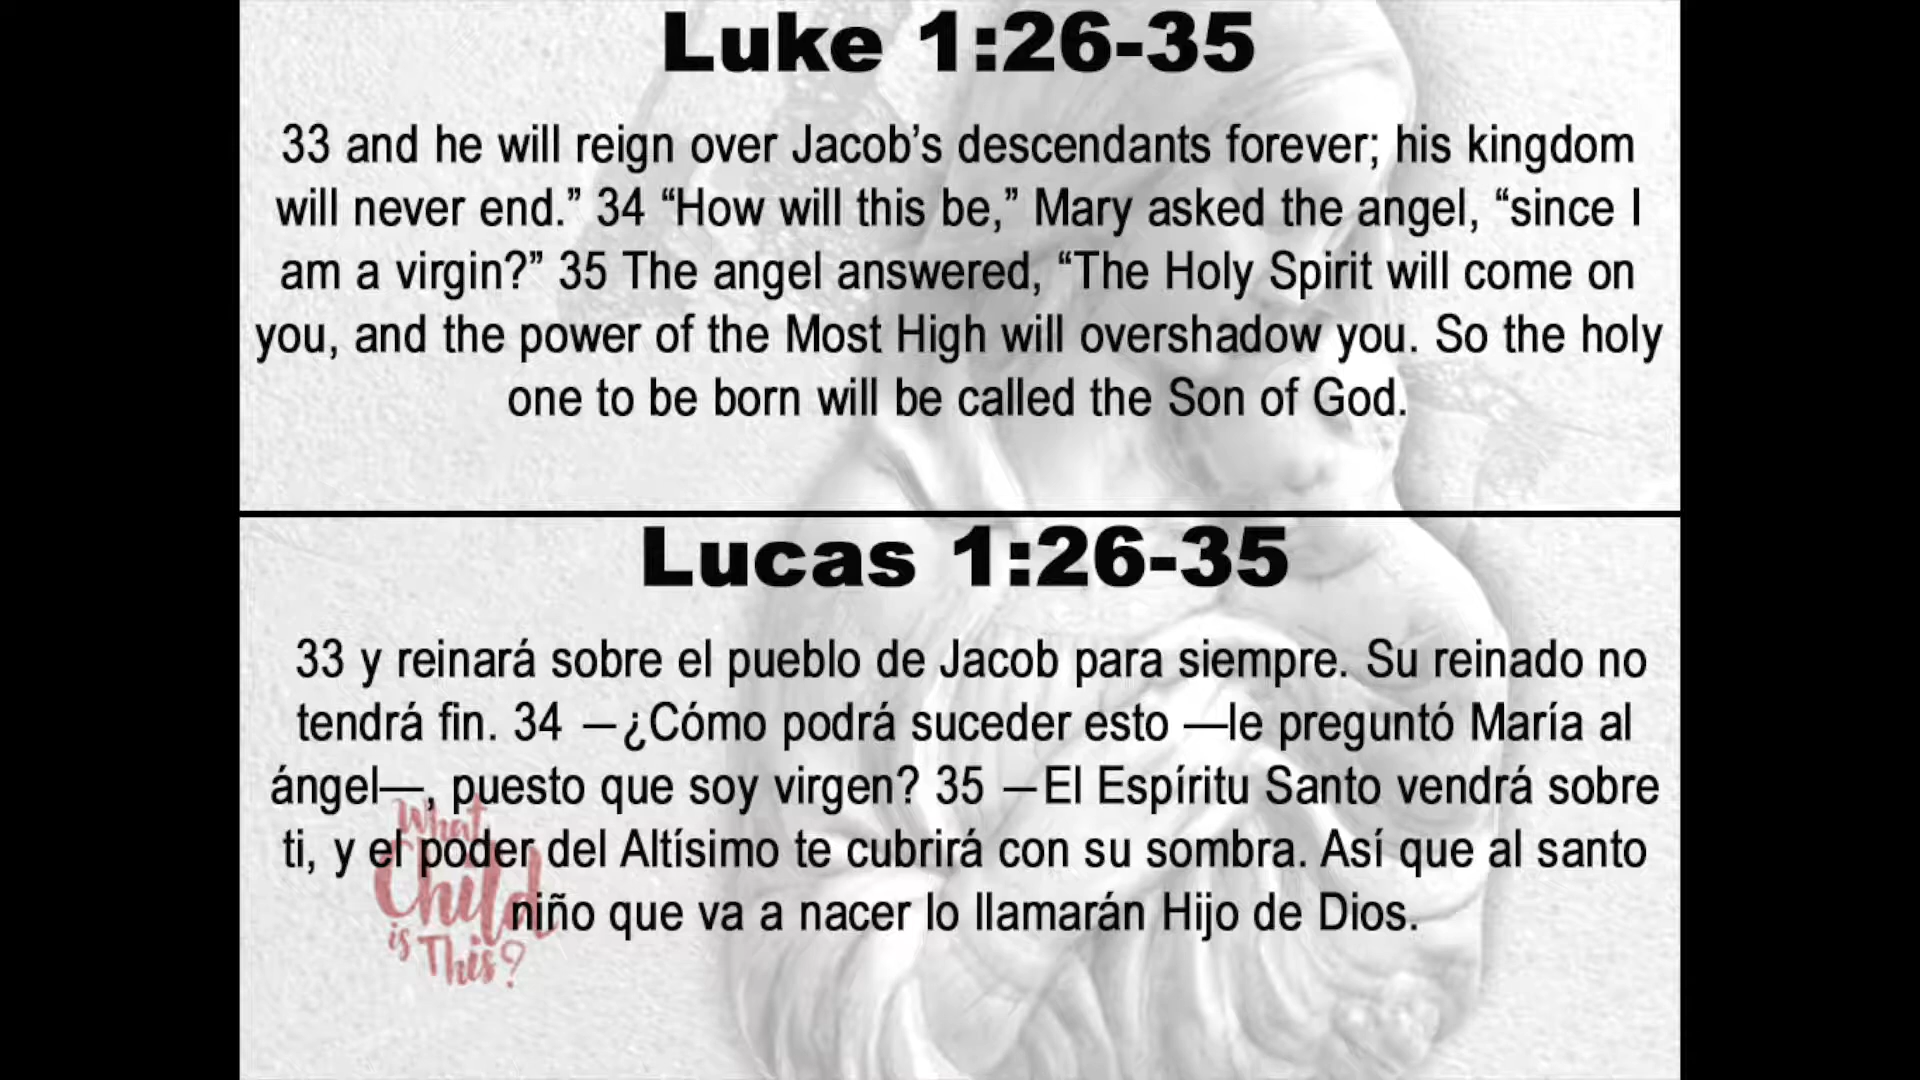 Luke 1:26-35
33 and he will reign over Jacob’s descendants forever; his kingdom
will never end.” 34 “How will this be,” Mary asked the angel, “since I
am a virgin?” 35 The angel answered, “The Holy Spirit will come on
you, and the power of the Most High will overshadow you. So the holy
one to be born will be called the Son of God.
Lucas 1:26-35
33 y reinará sobre el pueblo de Jacob para siempre. Su reinado no
tendrá fin. 34 —¿Cómo podrá suceder esto —le preguntó María al
ángel—, puesto que soy virgen? 35 —El Espíritu Santo vendrá sobre
ti, y el poder del Altísimo te cubrirá con su sombra. Así que al santo
niño que va a nacer lo llamarán Hijo de Dios.
What
Child
is This?